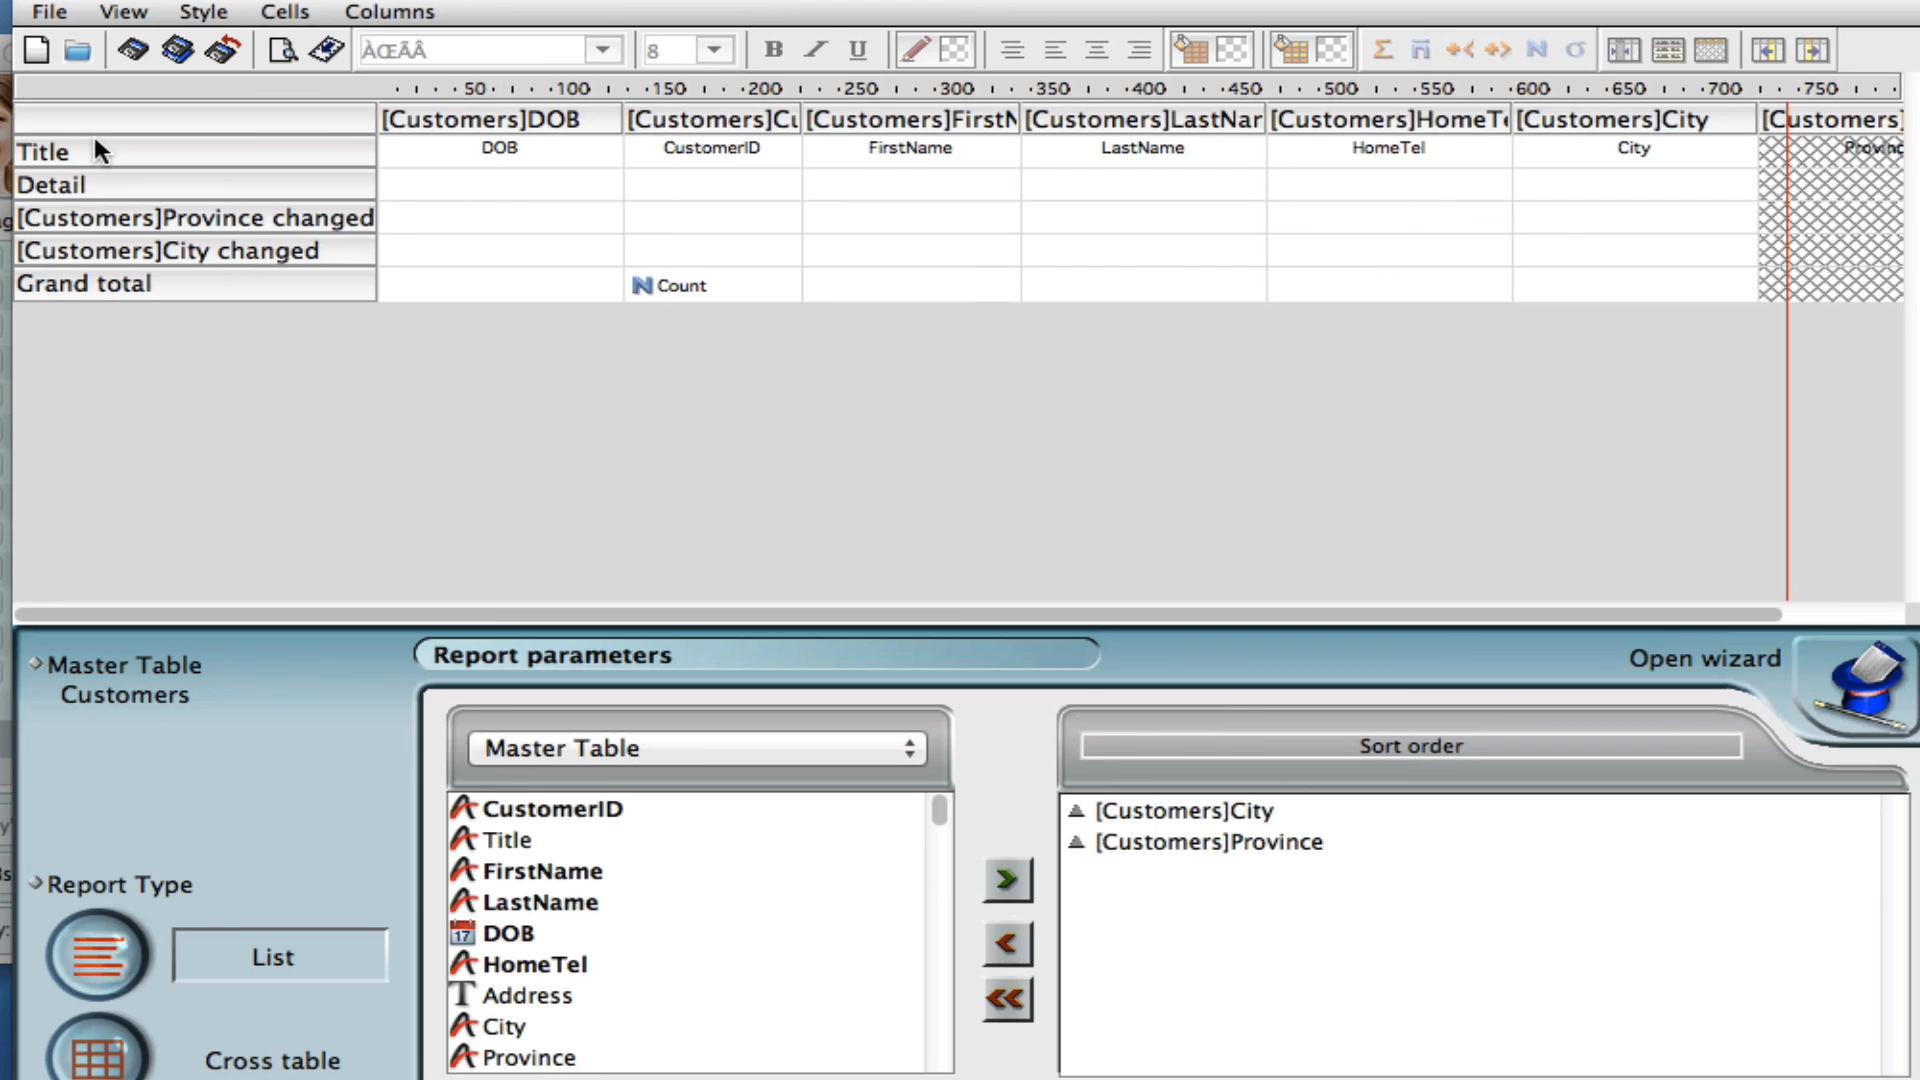 File View Style Cells Columns
ÀŒÃÂ 8 B I U
50 100 150 200 250 300 350 400 450 500 550 600 650 700 750
[Customers]DOB [Customers]Cu [Customers]FirstN [Customers]LastNar [Customers]HomeTe [Customers]City [Customers]
Title DOB CustomerID FirstName LastName HomeTel City Provinc
Detail
[Customers]Province changed
[Customers]City changed
Grand total N Count
Master Table
Customers
Report parameters
Open wizard
Master Table
Sort order
CustomerID
Title
FirstName
LastName
17 DOB
HomeTel
T Address
City
Province
[Customers]City
[Customers]Province
Report Type
List
Cross table